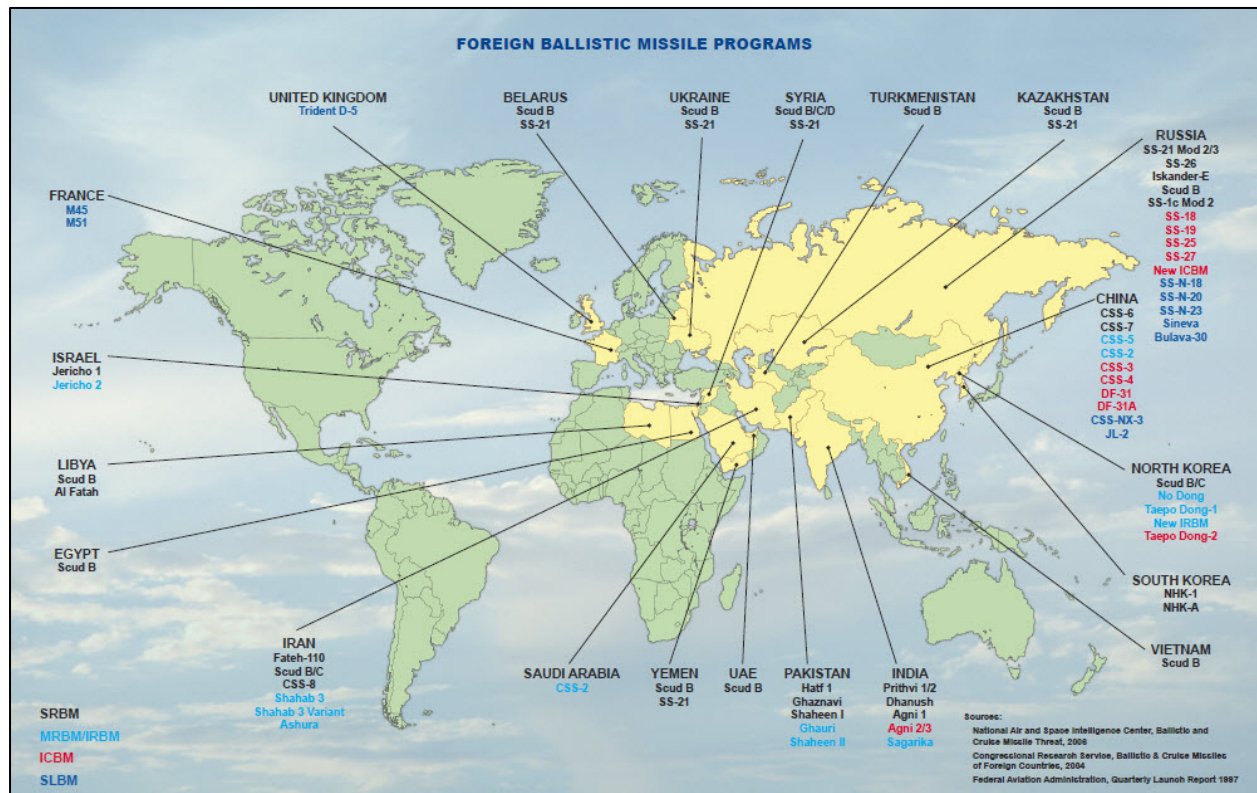 FOREIGN BALLISTIC MISSILE PROGRAMS
UNITED KINGDOM
Trident D-5
BELARUS
Scud B
SS-21
UKRAINE
Scud B
SS-21
SYRIA
Scud B/C/D
SS-21
TURKMENISTAN
Scud B
KAZAKHSTAN
Scud B
SS-21
RUSSIA
SS-21 Mod 2/3
SS-26
Iskander-E
Scud B
SS-1c Mod 2
SS-18
SS-19
SS-25
SS-27
New ICBM
SS-N-18
SS-N-20
SS-N-23
Sineva
Bulava-30
FRANCE
M45
M51
CHINA
CSS-6
CSS-7
CSS-5
CSS-2
CSS-3
CSS-4
DF-31
DF-31A
CSS-NX-3
JL-2
ISRAEL
Jericho 1
Jericho 2
LIBYA
Scud B
Al Fatah
NORTH KOREA
Scud B/C
No Dong
Taepo Dong-1
New IRBM
Taepo Dong-2
EGYPT
Scud B
SOUTH KOREA
NHK-1
NHK-A
IRAN
Fateh-110
Scud B/C
CSS-8
Shahab 3
Shahab 3 Variant
Ashura
SAUDI ARABIA
CSS-2
YEMEN
Scud B
SS-21
UAE
Scud B
PAKISTAN
Hatf 1
Ghaznavi
Shaheen I
Ghauri
Shaheen II
INDIA
Prithvi 1/2
Dhanush
Agni 1
Agni 2/3
Sagarika
VIETNAM
Scud B
SRBM
MRBM/IRBM
ICBM
SLBM
Sources:
National Air and Space Intelligence Center, Ballistic and
Cruise Missile Threat, 2006
Congressional Research Service, Ballistic & Cruise Missiles
of Foreign Countries, 2004
Federal Aviation Administration, Quarterly Launch Report 1997